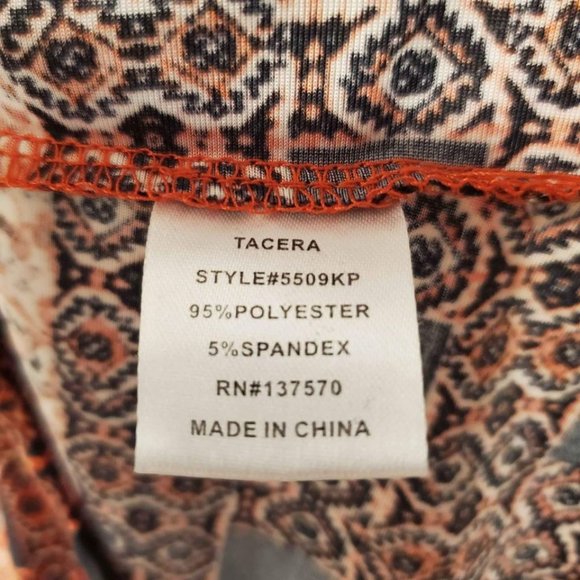 TACERA
STYLE#5509KP
95%POLYESTER
5%SPANDEX
RN#137570
MADE IN CHINA